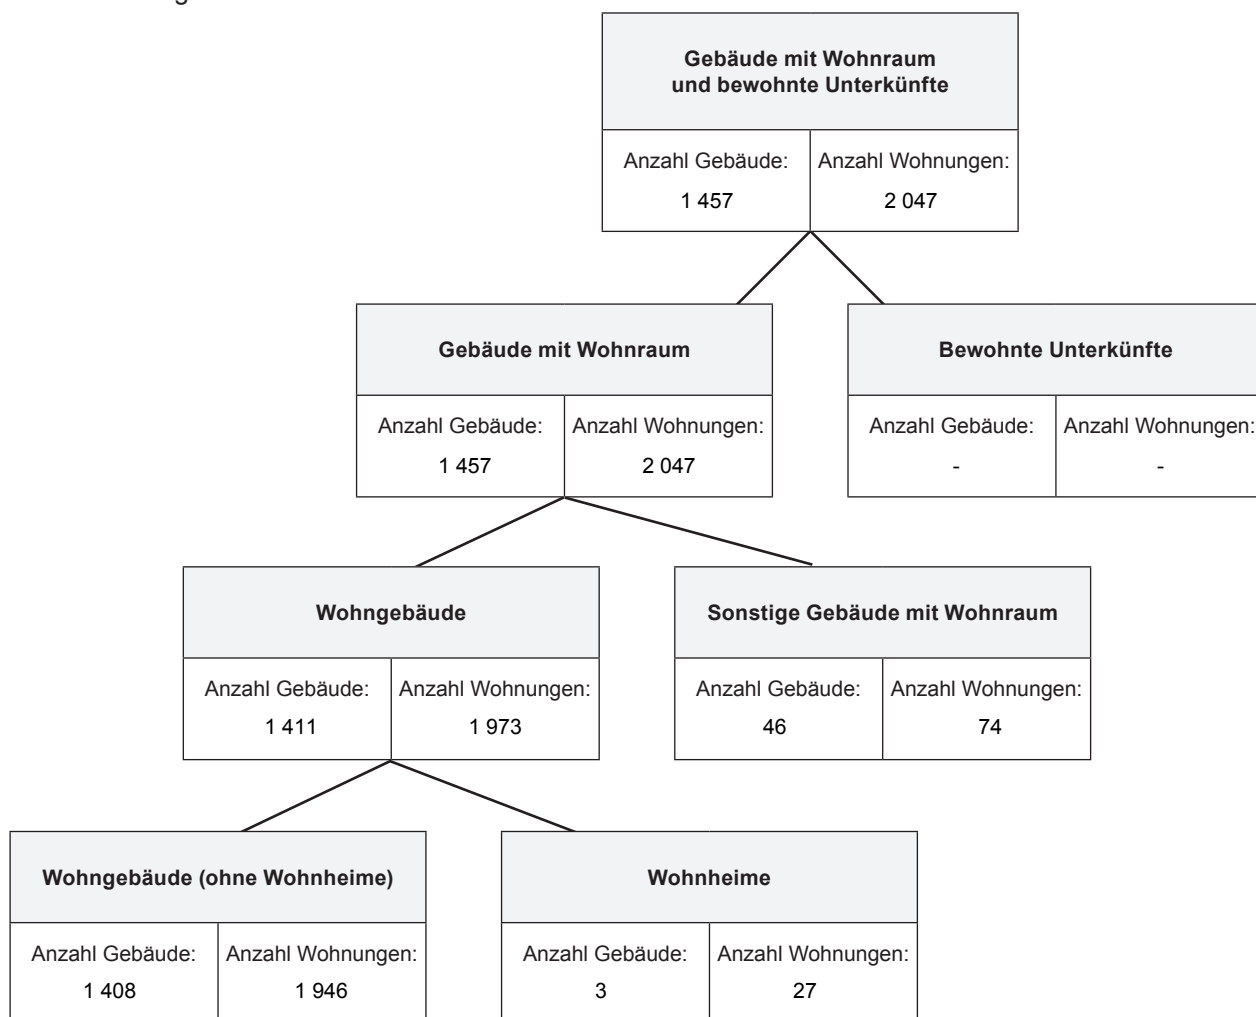 Gebäude mit Wohnraum
und bewohnte Unterkünfte
Anzahl Gebäude: Anzahl Wohnungen:
1 457 2 047
Gebäude mit Wohnraum
Anzahl Gebäude: Anzahl Wohnungen:
1 457 2 047
Bewohnte Unterkünfte
Anzahl Gebäude: Anzahl Wohnungen:
- -
Wohngebäude
Anzahl Gebäude: Anzahl Wohnungen:
1 411 1 973
Sonstige Gebäude mit Wohnraum
Anzahl Gebäude: Anzahl Wohnungen:
46 74
Wohngebäude (ohne Wohnheime)
Anzahl Gebäude: Anzahl Wohnungen:
1 408 1 946
Wohnheime
Anzahl Gebäude: Anzahl Wohnungen:
3 27